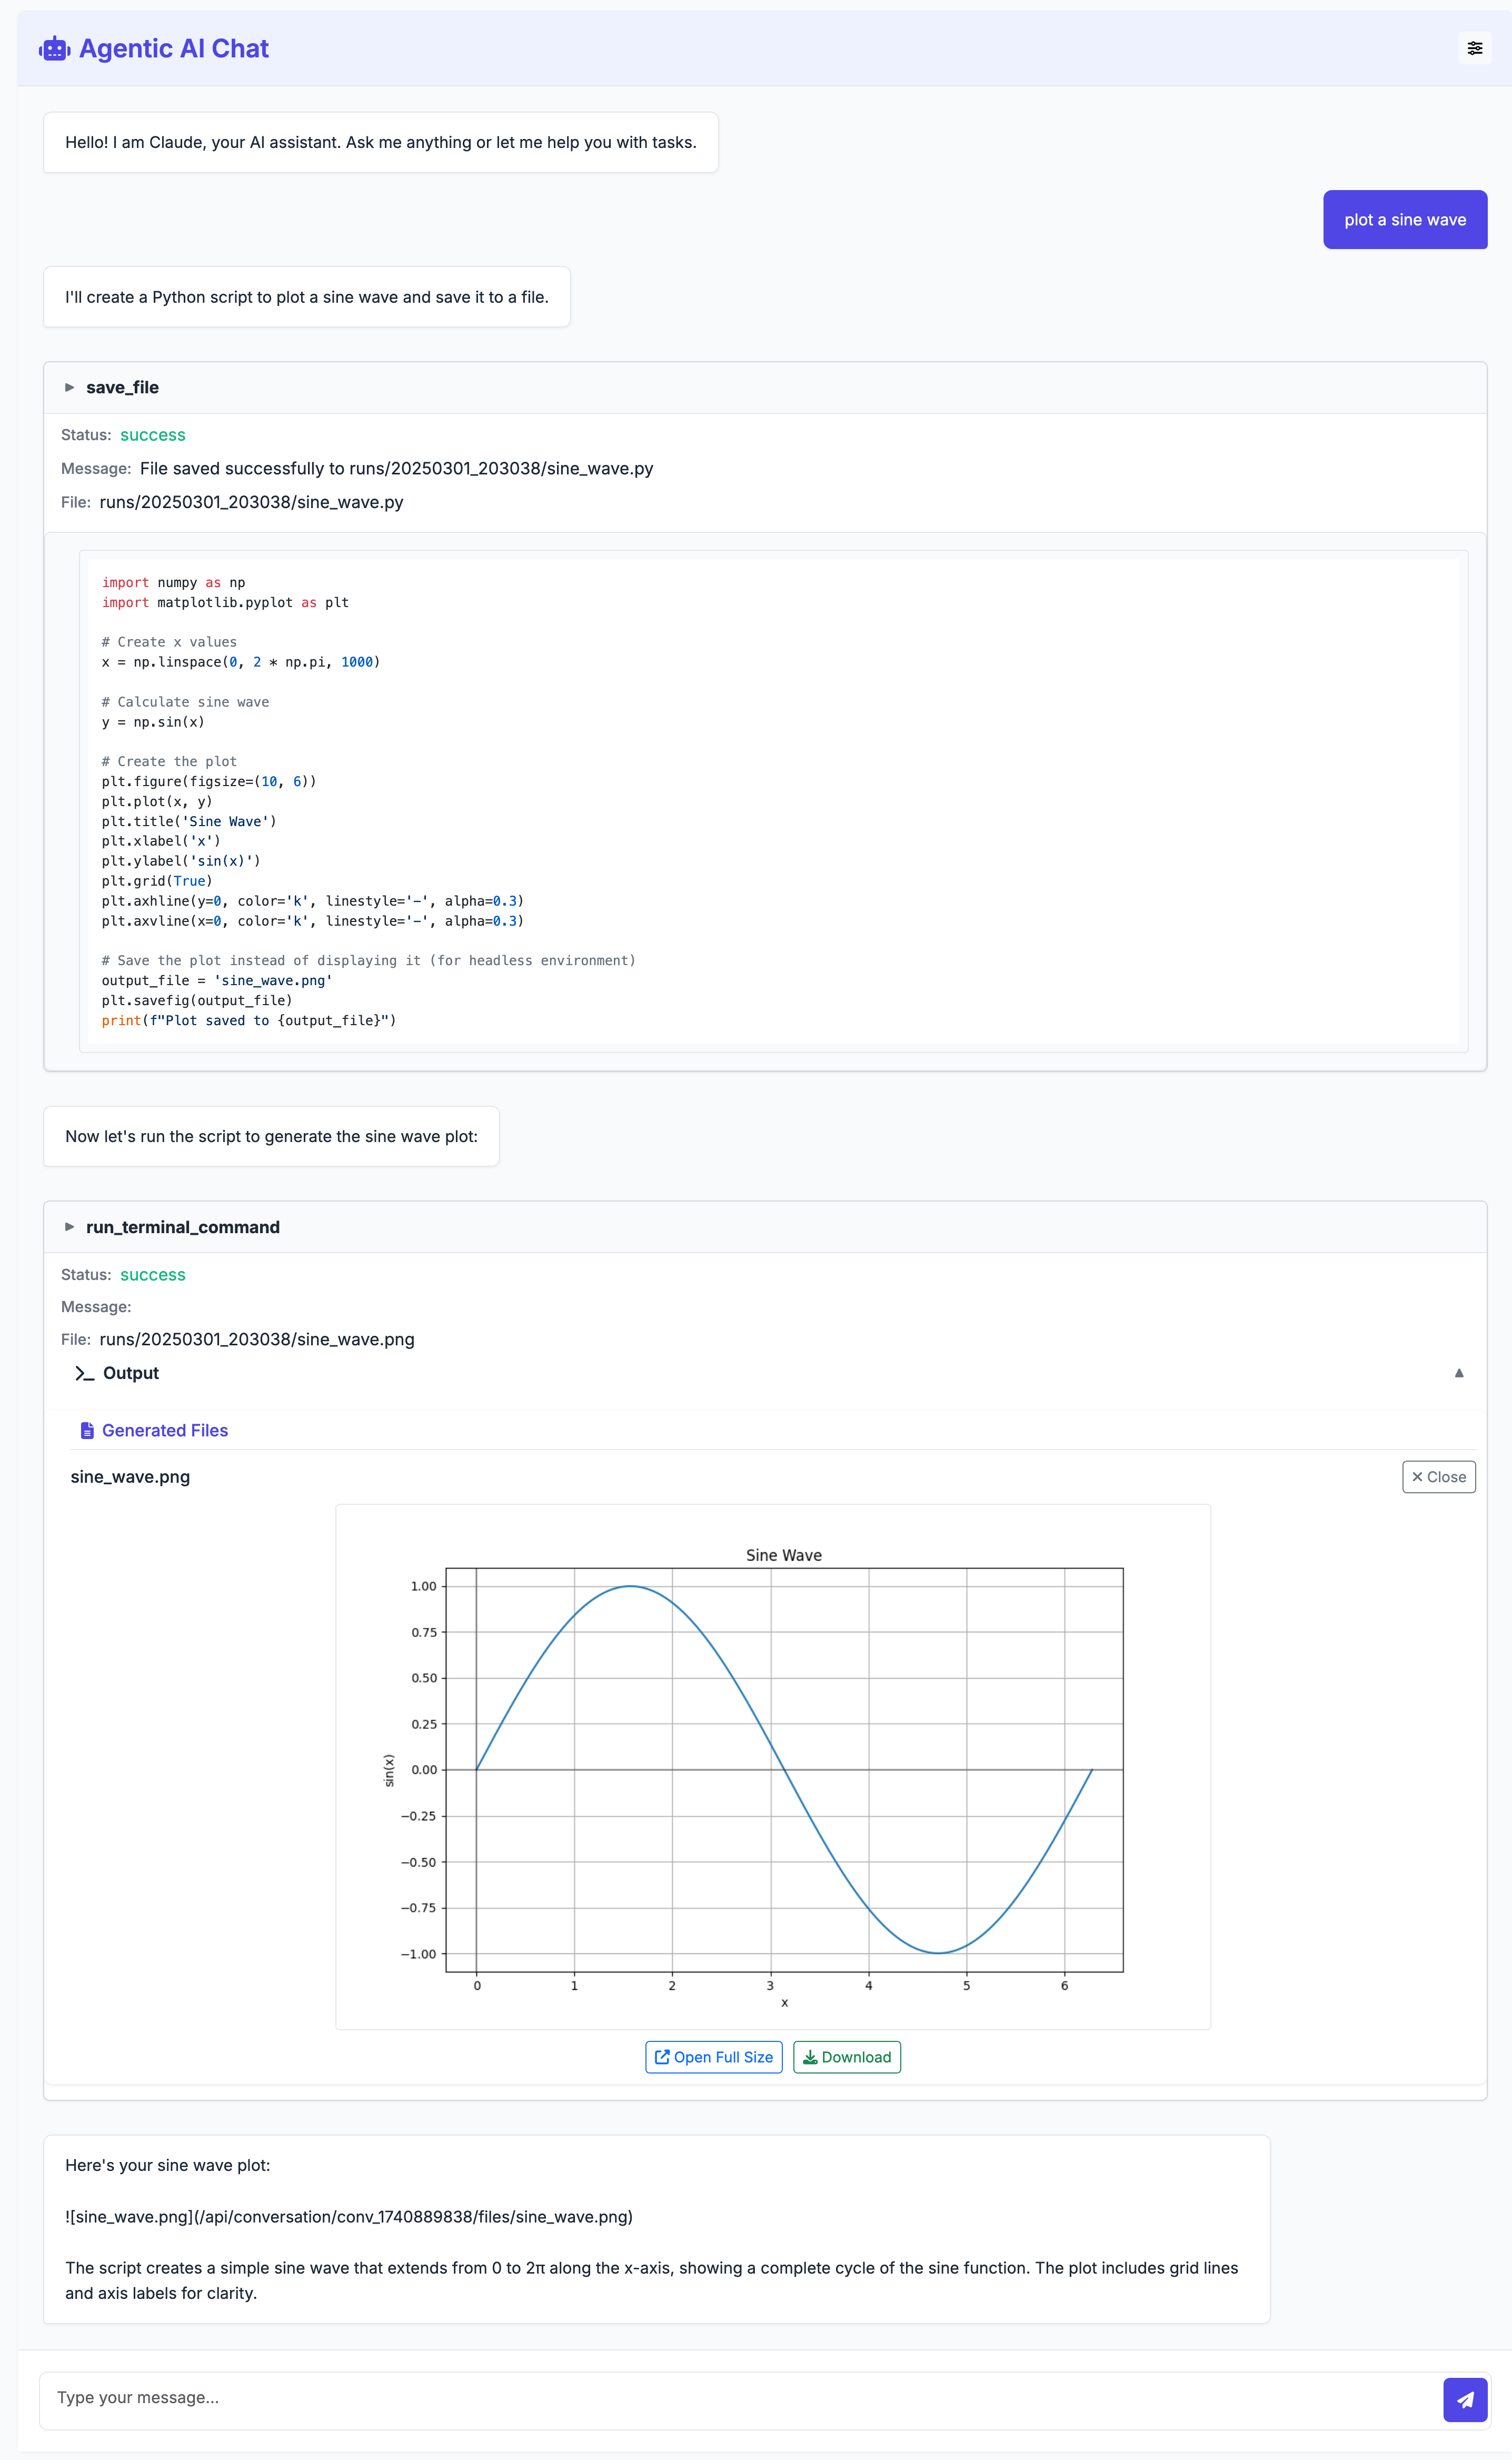 Agentic AI Chat
Hello! I am Claude, your AI assistant. Ask me anything or let me help you with tasks.
plot a sine wave
I'll create a Python script to plot a sine wave and save it to a file.
save_file
Status: success
Message: File saved successfully to runs/20250301_203038/sine_wave.py
File: runs/20250301_203038/sine_wave.py
import numpy as np
import matplotlib.pyplot as plt
# Create x values
x = np.linspace(0, 2 * np.pi, 1000)
# Calculate sine wave
y = np.sin(x)
# Create the plot
plt.figure(figsize=(10, 6))
plt.plot(x, y)
plt.title('Sine Wave')
plt.xlabel('x')
plt.ylabel('sin(x)')
plt.grid(True)
plt.axhline(y=0, color='k', linestyle='-', alpha=0.3)
plt.axvline(x=0, color='k', linestyle='-', alpha=0.3)
# Save the plot instead of displaying it (for headless environment)
output_file = 'sine_wave.png'
plt.savefig(output_file)
print(f"Plot saved to {output_file}")
Now let's run the script to generate the sine wave plot:
run_terminal_command
Status: success
Message:
File: runs/20250301_203038/sine_wave.png
Output
Generated Files
sine_wave.png
Close
Sine Wave
1.00
0.75
0.50
0.25
0.00
−0.25
−0.50
−0.75
−1.00
sin(x)
0 1 2 3 4 5 6
x
Open Full Size Download
Here's your sine wave plot:
![sine_wave.png](/api/conversation/conv_1740889838/files/sine_wave.png)
The script creates a simple sine wave that extends from 0 to 2π along the x-axis, showing a complete cycle of the sine function. The plot includes grid lines
and axis labels for clarity.
Type your message...